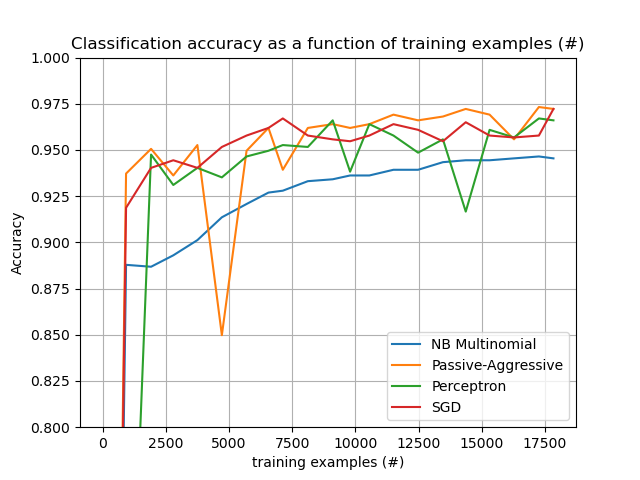 Classification accuracy as a function of training examples (#)
1.000
0.975
0.950
0.925
0.900
0.875
0.850
0.825
0.800
Accuracy
NB Multinomial
Passive-Aggressive
Perceptron
SGD
0 2500 5000 7500 10000 12500 15000 17500
training examples (#)